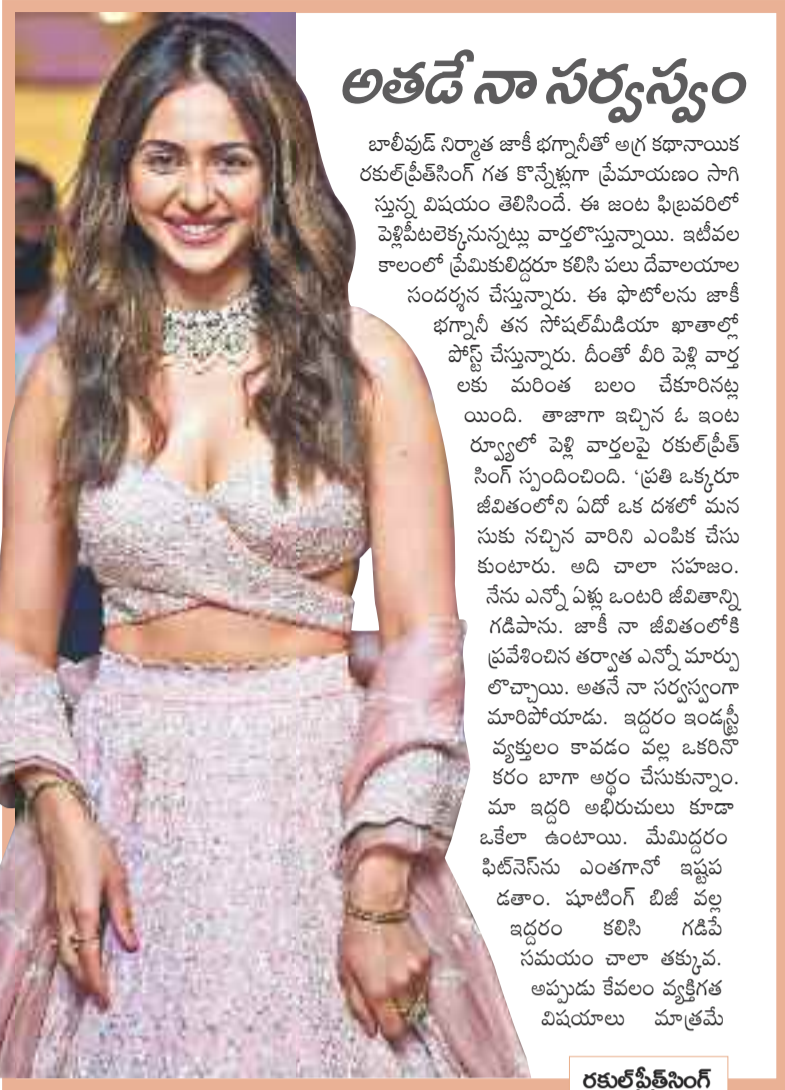 అతడే నా సర్వస్వం
బాలీవుడ్ నిర్మాత జాకీ భగ్నానీతో అగ్ర కథానాయిక
రకుల్‌ప్రీత్‌సింగ్ గత కొన్నేళ్లుగా ప్రేమాయణం సాగి
స్తున్న విషయం తెలిసిందే. ఈ జంట ఫిబ్రవరిలో
పెళ్లిపీటలెక్కనున్నట్లు వార్తలొస్తున్నాయి. ఇటీవల
కాలంలో ప్రేమికులిద్దరూ కలిసి పలు దేవాలయాల
సందర్శన చేస్తున్నారు. ఈ ఫొటోలను జాకీ
భగ్నానీ తన సోషల్‌మీడియా ఖాతాల్లో
పోస్ట్ చేస్తున్నారు. దీంతో వీరి పెళ్లి వార్త
లకు మరింత బలం చేకూరినట్ల
యింది. తాజాగా ఇచ్చిన ఓ ఇంట
ర్వ్యూలో పెళ్లి వార్తలపై రకుల్‌ప్రీత్
సింగ్ స్పందించింది. ‘ప్రతి ఒక్కరూ
జీవితంలోని ఏదో ఒక దశలో మన
సుకు నచ్చిన వారిని ఎంపిక చేసు
కుంటారు. అది చాలా సహజం.
నేను ఎన్నో ఏళ్లు ఒంటరి జీవితాన్ని
గడిపాను. జాకీ నా జీవితంలోకి
ప్రవేశించిన తర్వాత ఎన్నో మార్పు
లొచ్చాయి. అతనే నా సర్వస్వంగా
మారిపోయాడు. ఇద్దరం ఇండస్ట్రీ
వ్యక్తులం కావడం వల్ల ఒకరినొ
కరం బాగా అర్థం చేసుకున్నాం.
మా ఇద్దరి అభిరుచులు కూడా
ఒకేలా ఉంటాయి. మేమిద్దరం
ఫిట్‌నెస్‌ను ఎంతగానో ఇష్టప
డతాం. షూటింగ్ బిజీ వల్ల
ఇద్దరం కలిసి గడిపే
సమయం చాలా తక్కువ.
అప్పుడు కేవలం వ్యక్తిగత
విషయాలు మాత్రమే
రకుల్‌ప్రీత్‌సింగ్